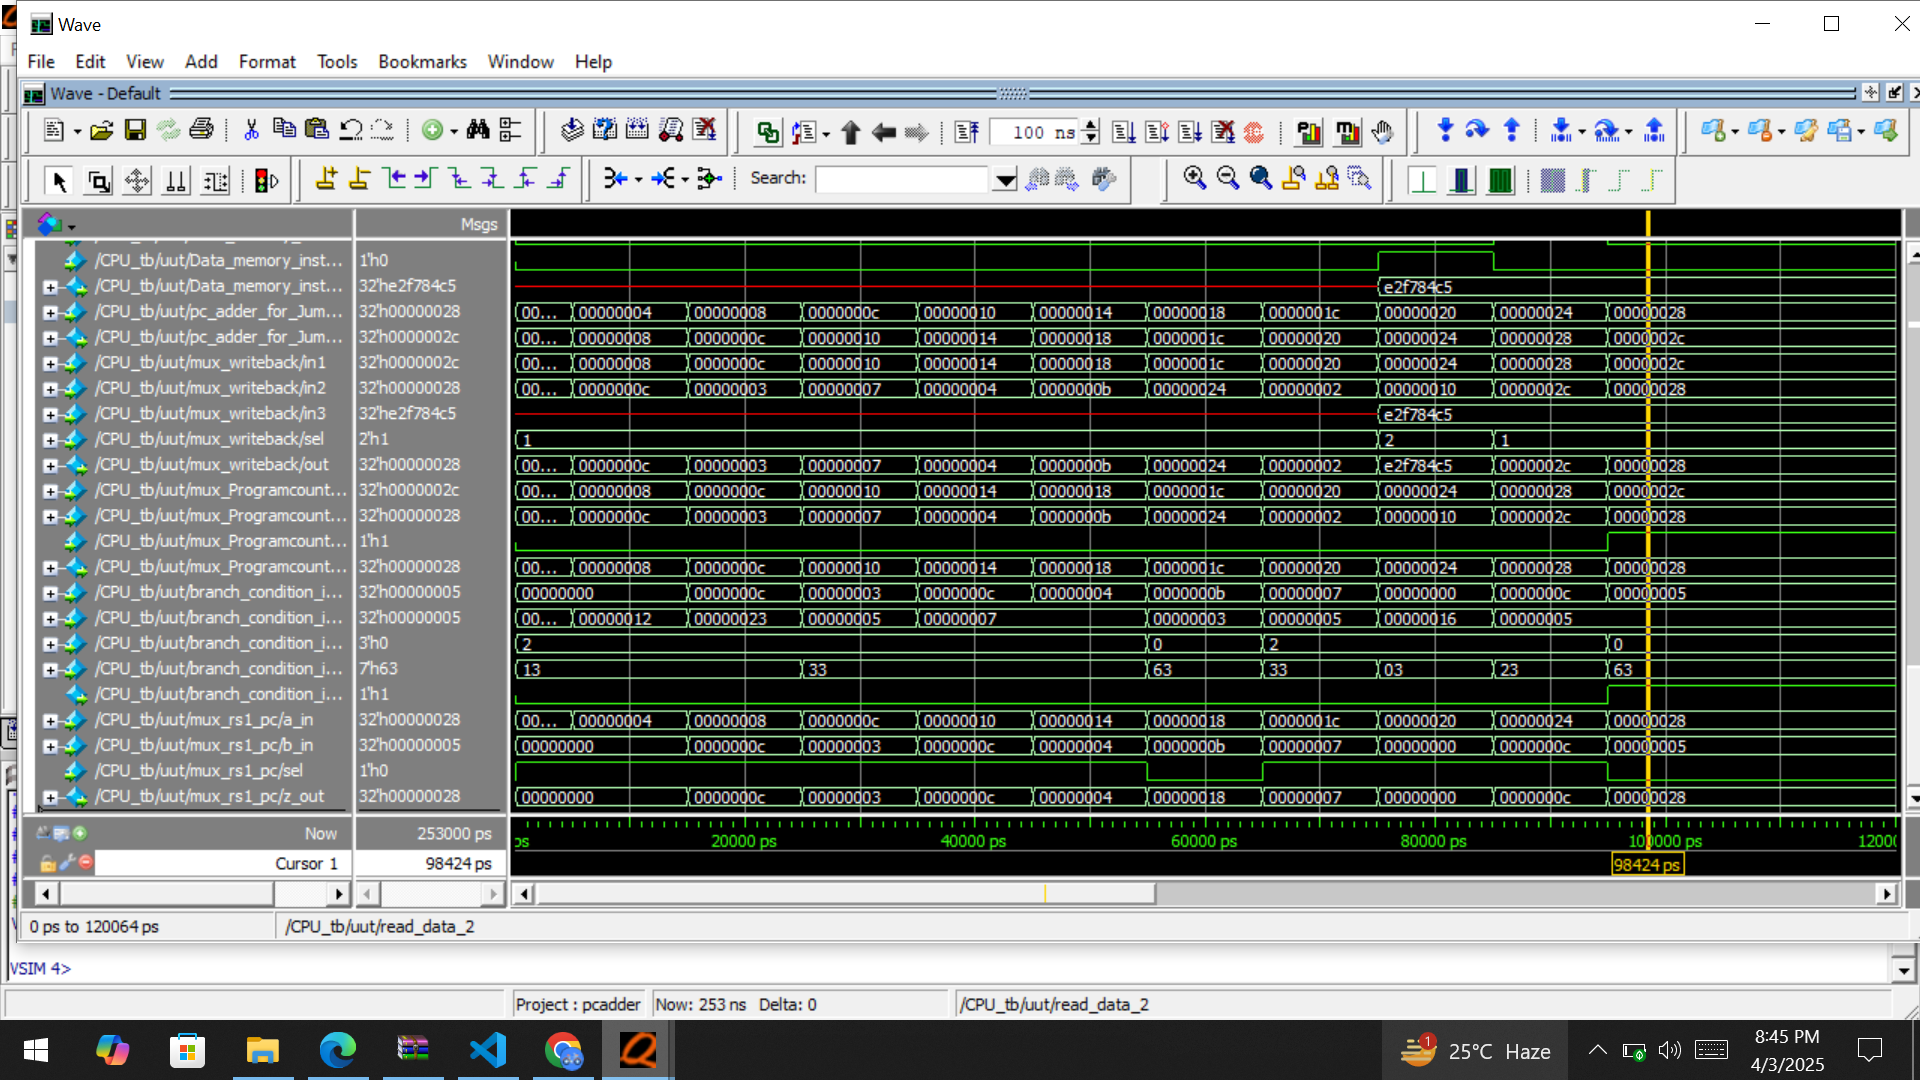 Wave
File Edit View Add Format Tools Bookmarks Window Help
Wave - Default
100 ns
Search:
Msgs
/CPU_tb/uut/Data_memory_inst... 1'h0
/CPU_tb/uut/Data_memory_inst... 32'he2f784c5 e2f784c5
/CPU_tb/uut/pc_adder_for_Jum... 32'h00000028 00... 00000004 00000008 0000000c 00000010 00000014 00000018 0000001c 00000020 00000024 00000028
/CPU_tb/uut/pc_adder_for_Jum... 32'h0000002c 00... 00000008 0000000c 00000010 00000014 00000018 0000001c 00000020 00000024 00000028 0000002c
/CPU_tb/uut/mux_writeback/in1 32'h0000002c 00... 00000008 0000000c 00000010 00000014 00000018 0000001c 00000020 00000024 00000028 0000002c
/CPU_tb/uut/mux_writeback/in2 32'h00000028 00... 0000000c 00000003 00000007 00000004 0000000b 00000024 00000002 00000010 0000002c 00000028
/CPU_tb/uut/mux_writeback/in3 32'he2f784c5 e2f784c5
/CPU_tb/uut/mux_writeback/sel 2'h1 1 2 1
/CPU_tb/uut/mux_writeback/out 32'h00000028 00... 0000000c 00000003 00000007 00000004 0000000b 00000024 00000002 e2f784c5 0000002c 00000028
/CPU_tb/uut/mux_Programcount... 32'h0000002c 00... 00000008 0000000c 00000010 00000014 00000018 0000001c 00000020 00000024 00000028 0000002c
/CPU_tb/uut/mux_Programcount... 32'h00000028 00... 0000000c 00000003 00000007 00000004 0000000b 00000024 00000002 00000010 0000002c 00000028
/CPU_tb/uut/mux_Programcount... 1'h1
/CPU_tb/uut/mux_Programcount... 32'h00000028 00... 00000008 0000000c 00000010 00000014 00000018 0000001c 00000020 00000024 00000028 00000028
/CPU_tb/uut/branch_condition_i... 32'h00000005 00000000 0000000c 00000003 0000000c 00000004 0000000b 00000007 00000000 0000000c 00000005
/CPU_tb/uut/branch_condition_i... 32'h00000005 00... 00000012 00000023 00000005 00000007 00000003 00000005 00000016 00000005
/CPU_tb/uut/branch_condition_i... 3'h0 2 0 2 0
/CPU_tb/uut/branch_condition_i... 7'h63 13 33 63 33 03 23 63
/CPU_tb/uut/branch_condition_i... 1'h1
/CPU_tb/uut/mux_rs1_pc/a_in 32'h00000028 00... 00000004 00000008 0000000c 00000010 00000014 00000018 0000001c 00000020 00000024 00000028
/CPU_tb/uut/mux_rs1_pc/b_in 32'h00000005 00000000 0000000c 00000003 0000000c 00000004 0000000b 00000007 00000000 0000000c 00000005
/CPU_tb/uut/mux_rs1_pc/sel 1'h0
/CPU_tb/uut/mux_rs1_pc/z_out 32'h00000028 00000000 0000000c 00000003 0000000c 00000004 00000018 00000007 00000000 0000000c 00000028
Now 253000 ps ps 20000 ps 40000 ps 60000 ps 80000 ps 100000 ps 12000
Cursor 1 98424 ps 98424 ps
0 ps to 120064 ps /CPU_tb/uut/read_data_2
VSIM 4>
Project : pcadder Now: 253 ns Delta: 0 /CPU_tb/uut/read_data_2
1 25°C Haze 8:45 PM
4/3/2025